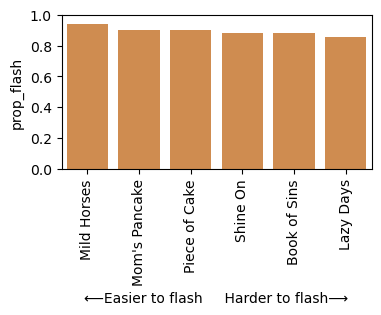 prop_flash
1.0
0.8
0.6
0.4
0.2
0.0
Mild Horses
Mom's Pancake
Piece of Cake
Shine On
Book of Sins
Lazy Days
⟵Easier to flash Harder to flash⟶